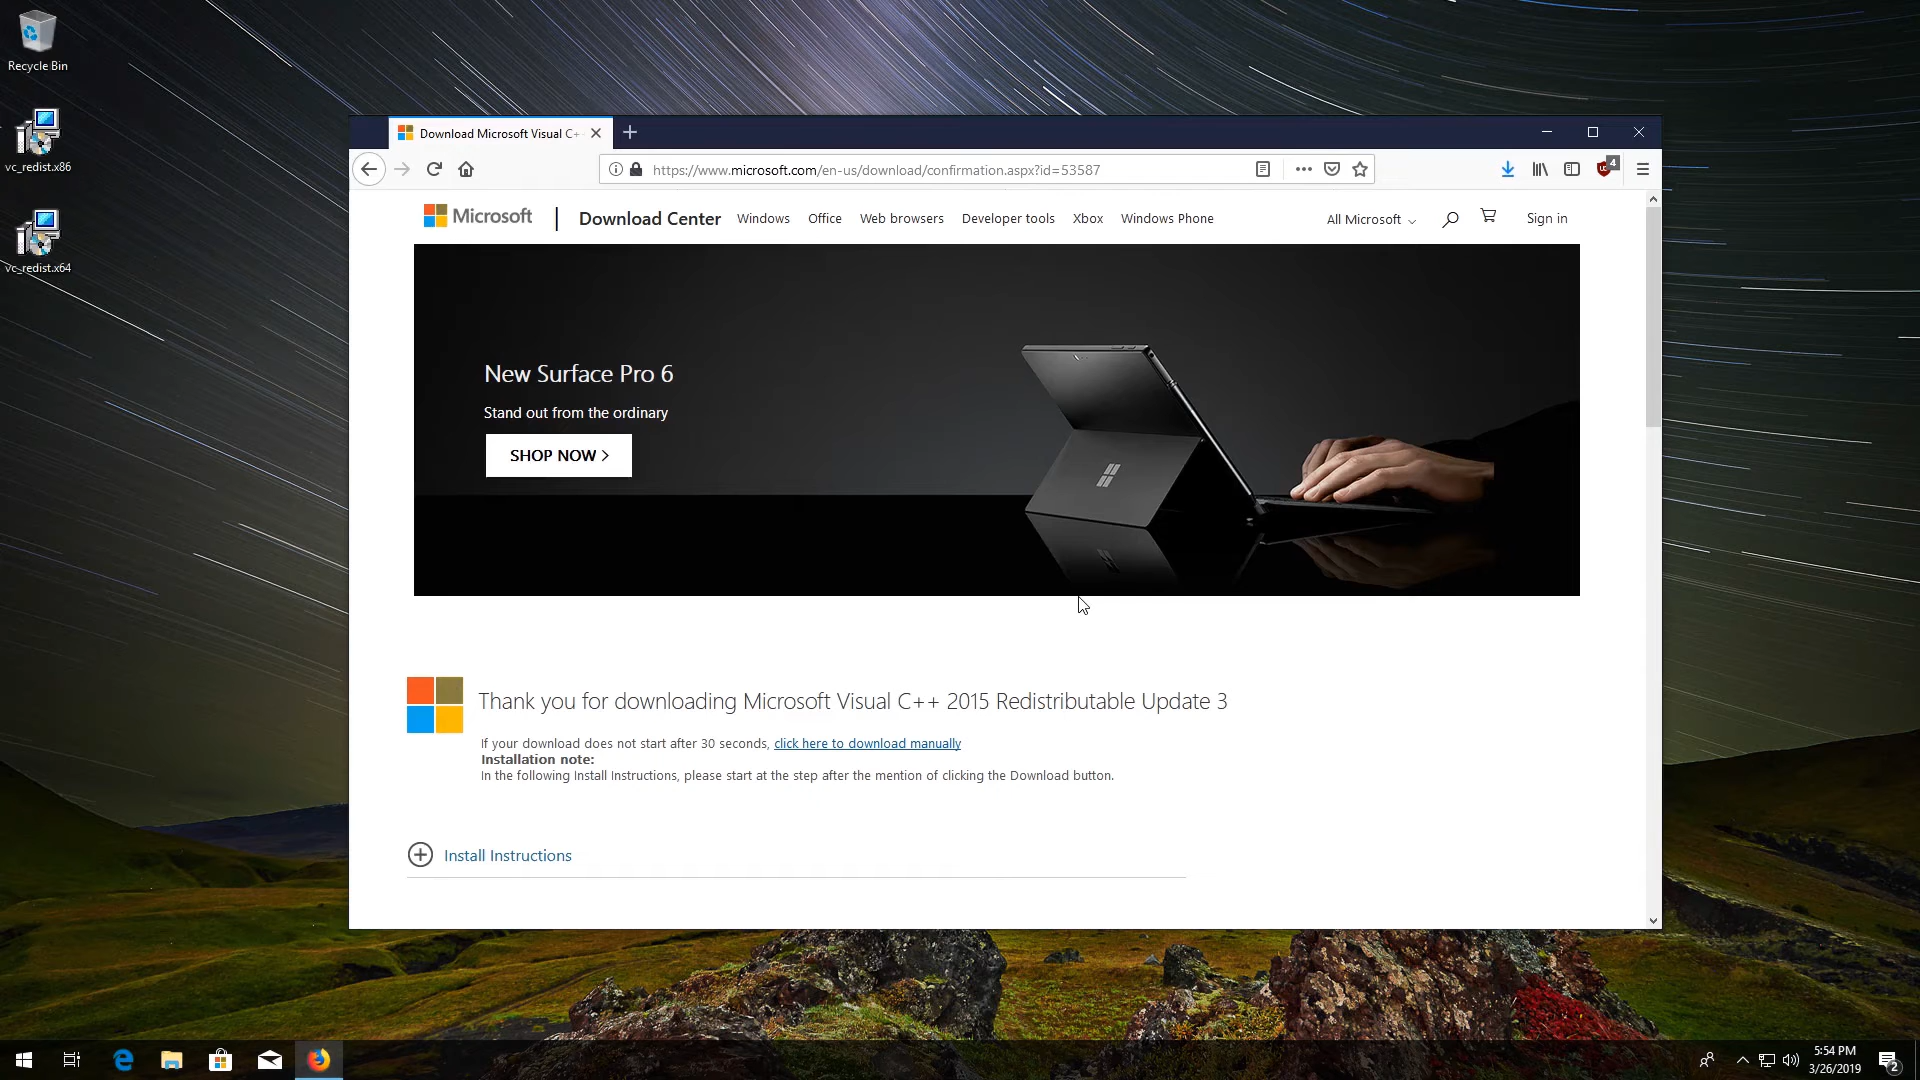 Recycle Bin
vc_redist.x86
vc_redist.x64
Download Microsoft Visual C+
4
https://www.microsoft.com/en-us/download/confirmation.aspx?id=53587
Microsoft | Download Center Windows Office Web browsers Developer tools Xbox Windows Phone All Microsoft Sign in
New Surface Pro 6
Stand out from the ordinary
SHOP NOW >
Thank you for downloading Microsoft Visual C++ 2015 Redistributable Update 3
If your download does not start after 30 seconds, click here to download manually
Installation note:
In the following Install Instructions, please start at the step after the mention of clicking the Download button.
Install Instructions
5:54 PM
3/26/2019
2